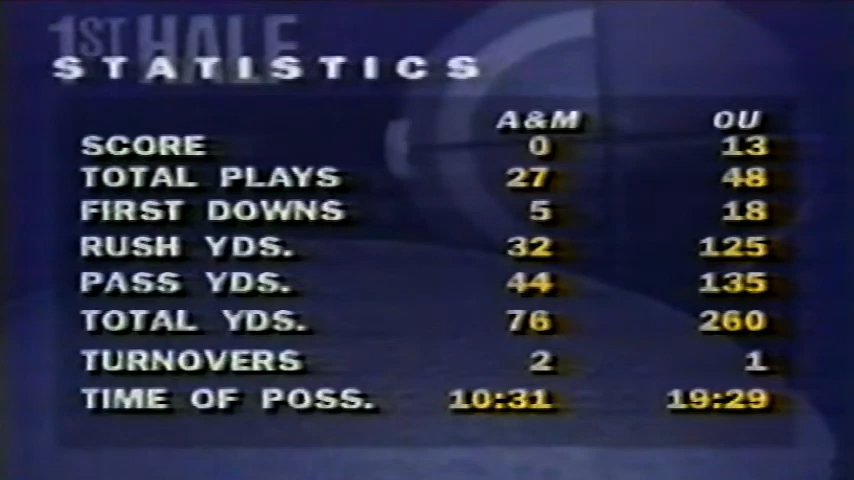 1ST HALF
STATISTICS
A&M OU
SCORE 0 13
TOTAL PLAYS 27 48
FIRST DOWNS 5 18
RUSH YDS. 32 125
PASS YDS. 44 135
TOTAL YDS. 76 260
TURNOVERS 2 1
TIME OF POSS. 10:31 19:29